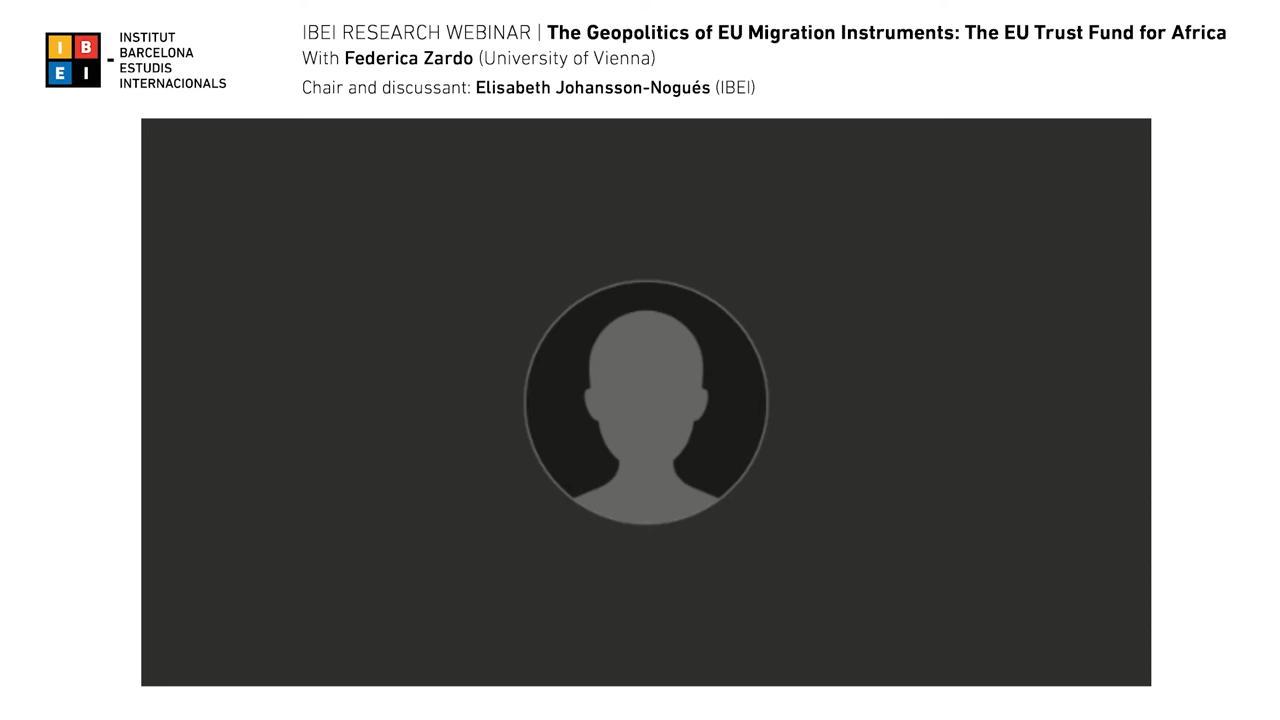 I B
E I
INSTITUT
BARCELONA
ESTUDIS
INTERNACIONALS
IBEI RESEARCH WEBINAR | The Geopolitics of EU Migration Instruments: The EU Trust Fund for Africa
With Federica Zardo (University of Vienna)
Chair and discussant: Elisabeth Johansson-Nogués (IBEI)